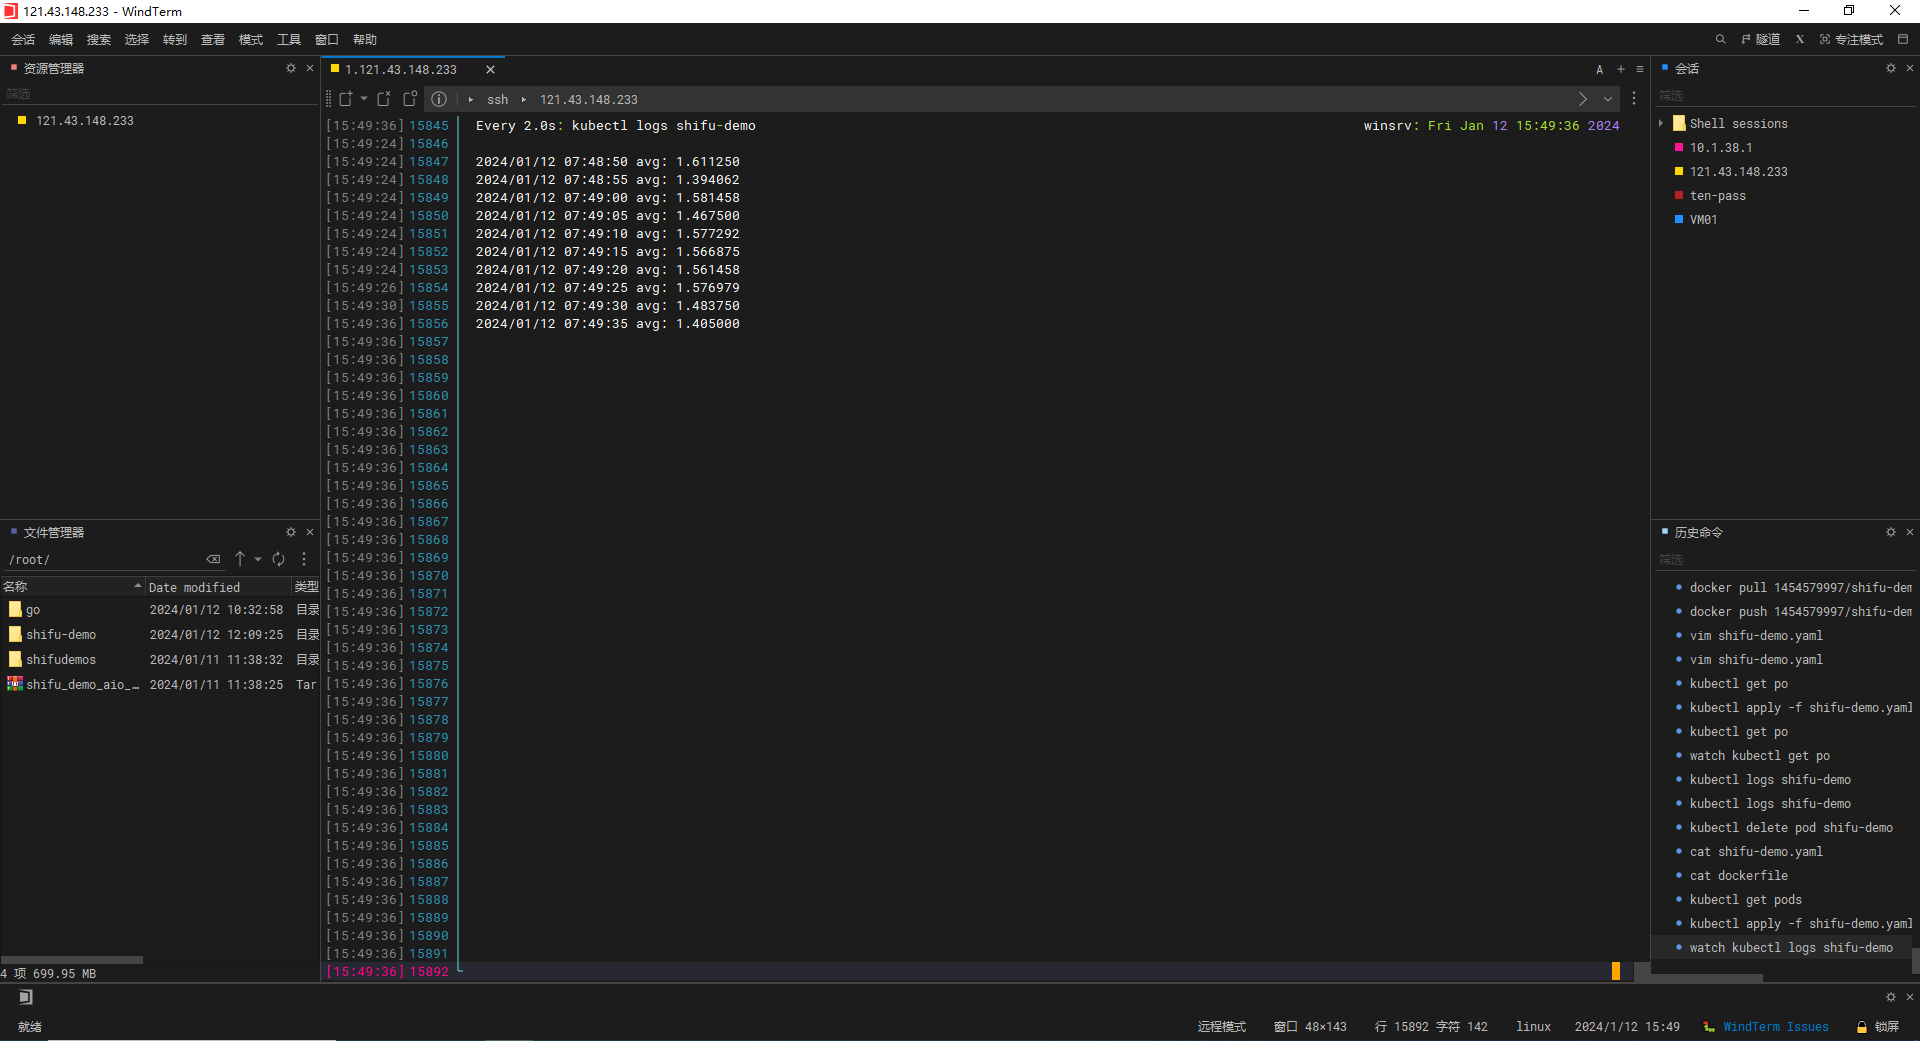 121.43.148.233 - WindTerm
会话 编辑 搜索 选择 转到 查看 模式 工具 窗口 帮助
隧道 X 专注模式
资源管理器
筛选
121.43.148.233
1.121.43.148.233
A
ssh 121.43.148.233
[15:49:36] 15845 Every 2.0s: kubectl logs shifu-demo winsrv: Fri Jan 12 15:49:36 2024
[15:49:24] 15846
[15:49:24] 15847 2024/01/12 07:48:50 avg: 1.611250
[15:49:24] 15848 2024/01/12 07:48:55 avg: 1.394062
[15:49:24] 15849 2024/01/12 07:49:00 avg: 1.581458
[15:49:24] 15850 2024/01/12 07:49:05 avg: 1.467500
[15:49:24] 15851 2024/01/12 07:49:10 avg: 1.577292
[15:49:24] 15852 2024/01/12 07:49:15 avg: 1.566875
[15:49:24] 15853 2024/01/12 07:49:20 avg: 1.561458
[15:49:26] 15854 2024/01/12 07:49:25 avg: 1.576979
[15:49:30] 15855 2024/01/12 07:49:30 avg: 1.483750
[15:49:36] 15856 2024/01/12 07:49:35 avg: 1.405000
[15:49:36] 15857
[15:49:36] 15858
[15:49:36] 15859
[15:49:36] 15860
[15:49:36] 15861
[15:49:36] 15862
[15:49:36] 15863
[15:49:36] 15864
[15:49:36] 15865
[15:49:36] 15866
[15:49:36] 15867
[15:49:36] 15868
[15:49:36] 15869
[15:49:36] 15870
[15:49:36] 15871
[15:49:36] 15872
[15:49:36] 15873
[15:49:36] 15874
[15:49:36] 15875
[15:49:36] 15876
[15:49:36] 15877
[15:49:36] 15878
[15:49:36] 15879
[15:49:36] 15880
[15:49:36] 15881
[15:49:36] 15882
[15:49:36] 15883
[15:49:36] 15884
[15:49:36] 15885
[15:49:36] 15886
[15:49:36] 15887
[15:49:36] 15888
[15:49:36] 15889
[15:49:36] 15890
[15:49:36] 15891
[15:49:36] 15892
会话
筛选
Shell sessions
10.1.38.1
121.43.148.233
ten-pass
VM01
文件管理器
/root/
名称 Date modified 类型
go 2024/01/12 10:32:58 目录
shifu-demo 2024/01/12 12:09:25 目录
shifudemos 2024/01/11 11:38:32 目录
shifu_demo_aio_… 2024/01/11 11:38:25 Tar
4 项 699.95 MB
历史命令
筛选
docker pull 1454579997/shifu-dem
docker push 1454579997/shifu-dem
vim shifu-demo.yaml
vim shifu-demo.yaml
kubectl get po
kubectl apply -f shifu-demo.yaml
kubectl get po
watch kubectl get po
kubectl logs shifu-demo
kubectl logs shifu-demo
kubectl delete pod shifu-demo
cat shifu-demo.yaml
cat dockerfile
kubectl get pods
kubectl apply -f shifu-demo.yaml
watch kubectl logs shifu-demo
就绪 远程模式 窗口 48×143 行 15892 字符 142 linux 2024/1/12 15:49 WindTerm Issues 锁屏